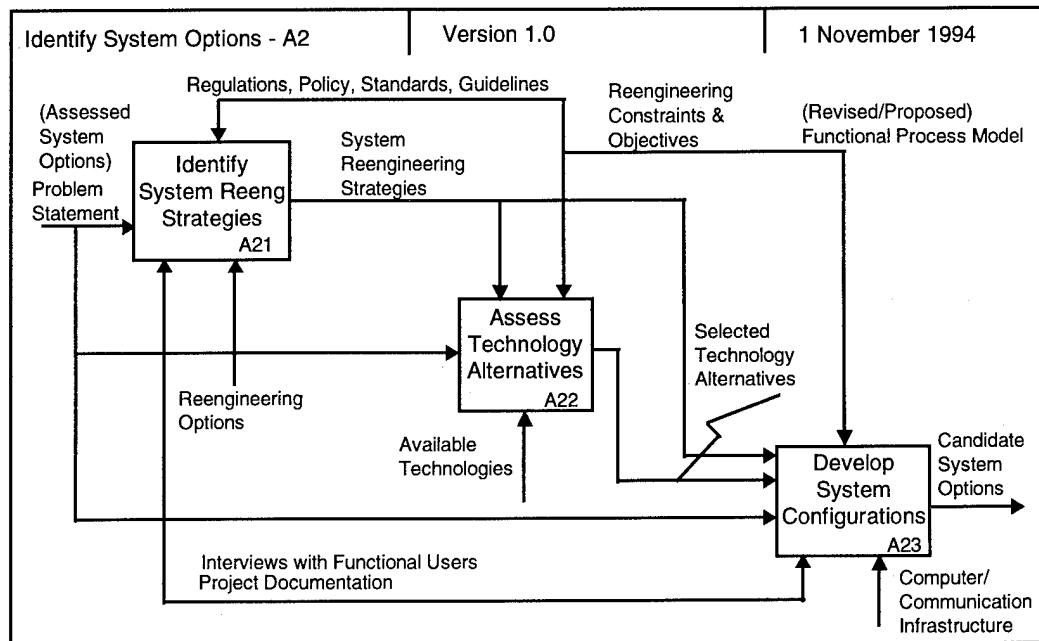 Identify System Options - A2
Version 1.0
1 November 1994
Regulations, Policy, Standards, Guidelines
Reengineering
Constraints &
Objectives
(Revised/Proposed)
Functional Process Model
(Assessed
System
Options)
Problem
Statement
Identify
System Reeng
Strategies
A21
System
Reengineering
Strategies
Reengineering
Options
Assess
Technology
Alternatives
A22
Available
Technologies
Selected
Technology
Alternatives
Develop
System
Configurations
A23
Candidate
System
Options
Interviews with Functional Users
Project Documentation
Computer/
Communication
Infrastructure